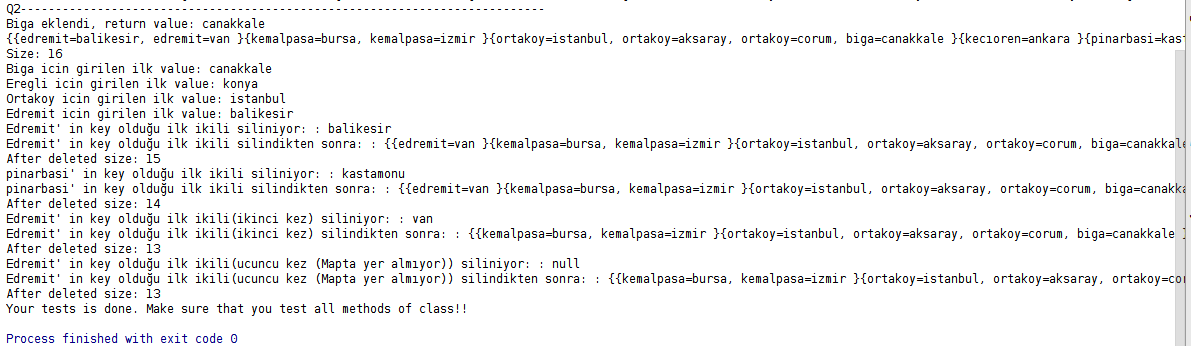 Q2---------------------------------------------------------------------
Biga eklendi, return value: canakkale
{{edremit=balikesir, edremit=van }{kemalpasa=bursa, kemalpasa=izmir }{ortakoy=istanbul, ortakoy=aksaray, ortakoy=corum, biga=canakkale }{kecıoren=ankara }{pinarbasi=kast
Size: 16
Biga icin girilen ilk value: canakkale
Eregli icin girilen ilk value: konya
Ortakoy icin girilen ilk value: istanbul
Edremit icin girilen ilk value: balikesir
Edremit' in key olduğu ilk ikili siliniyor: : balikesir
Edremit' in key olduğu ilk ikili silindikten sonra: : {{edremit=van }{kemalpasa=bursa, kemalpasa=izmir }{ortakoy=istanbul, ortakoy=aksaray, ortakoy=corum, biga=canakkale
After deleted size: 15
pinarbasi' in key olduğu ilk ikili siliniyor: : kastamonu
pinarbasi' in key olduğu ilk ikili silindikten sonra: : {{edremit=van }{kemalpasa=bursa, kemalpasa=izmir }{ortakoy=istanbul, ortakoy=aksaray, ortakoy=corum, biga=canakka
After deleted size: 14
Edremit' in key olduğu ilk ikili(ikinci kez) siliniyor: : van
Edremit' in key olduğu ilk ikili(ikinci kez) silindikten sonra: : {{kemalpasa=bursa, kemalpasa=izmir }{ortakoy=istanbul, ortakoy=aksaray, ortakoy=corum, biga=canakkale }
After deleted size: 13
Edremit' in key olduğu ilk ikili(ucuncu kez (Mapta yer almıyor)) siliniyor: : null
Edremit' in key olduğu ilk ikili(ucuncu kez (Mapta yer almıyor)) silindikten sonra: : {{kemalpasa=bursa, kemalpasa=izmir }{ortakoy=istanbul, ortakoy=aksaray, ortakoy=cor
After deleted size: 13
Your tests is done. Make sure that you test all methods of class!!
Process finished with exit code 0